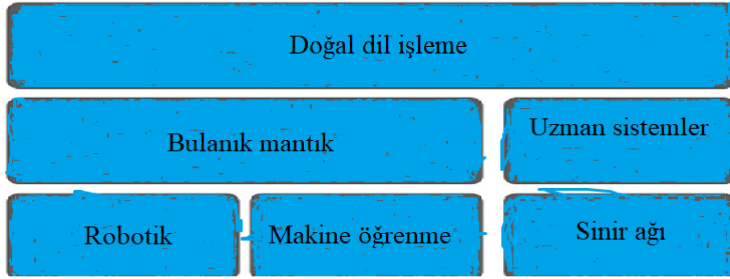 Doğal dil işleme
Bulanık mantık
Uzman sistemler
Robotik
Makine öğrenme
Sinir ağı